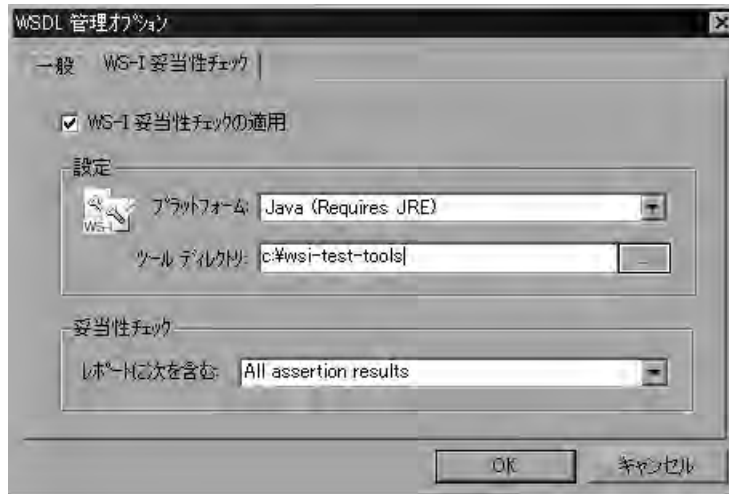 WSDL 管理オプション
一般 WS-I 妥当性チェック
WS-I 妥当性チェックの適用
設定
WS-I
プラットフォーム: Java (Requires JRE)
ツール ディレクトリ: c:¥wsi-test-tools
...
妥当性チェック
レポートに次を含む: All assertion results
OK キャンセル